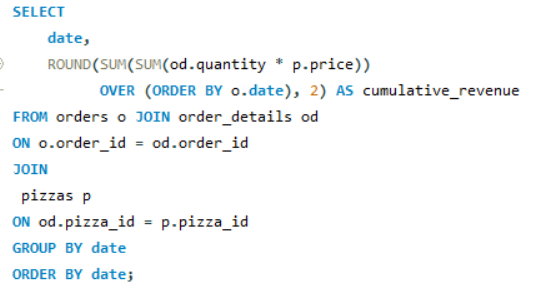 SELECT
date,
ROUND(SUM(SUM(od.quantity * p.price))
OVER (ORDER BY o.date), 2) AS cumulative_revenue
FROM orders o JOIN order_details od
ON o.order_id = od.order_id
JOIN
pizzas p
ON od.pizza_id = p.pizza_id
GROUP BY date
ORDER BY date;